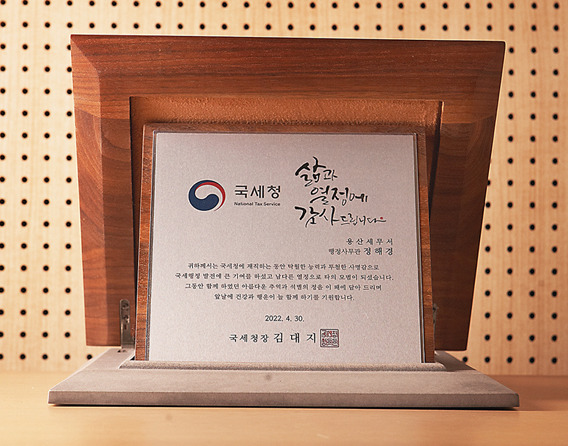 국세청
National Tax Service
삶과
열정에
감사드립니다
용산세무서
행정사무관 정해경
귀하께서는 국세청에 재직하는 동안 탁월한 능력과 투철한 사명감으로
국세행정 발전에 큰 기여를 하셨고 남다른 열정으로 타의 모범이 되셨습니다.
그동안 함께 하였던 아름다운 추억과 석별의 정을 이 패에 담아 드리며
앞날에 건강과 행운이 늘 함께 하기를 기원합니다.
2022. 4. 30.
국세청장 김대지